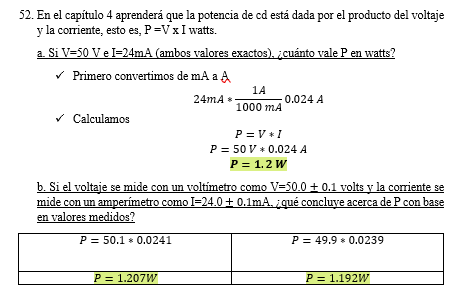 52. En el capítulo 4 aprenderá que la potencia de cd está dada por el producto del voltaje
y la corriente, esto es, P =V x I watts.
a. Si V=50 V e I=24mA (ambos valores exactos), ¿cuánto vale P en watts?
✓ Primero convertimos de mA a A
24mA * 1A / 1000 mA 0.024 A
✓ Calculamos
P = V * I
P = 50 V * 0.024 A
P = 1.2 W
b. Si el voltaje se mide con un voltímetro como V=50.0 ± 0.1 volts y la corriente se
mide con un amperímetro como I=24.0 ± 0.1mA, ¿qué concluye acerca de P con base
en valores medidos?
P = 50.1 * 0.0241 P = 49.9 * 0.0239
P = 1.207W P = 1.192W